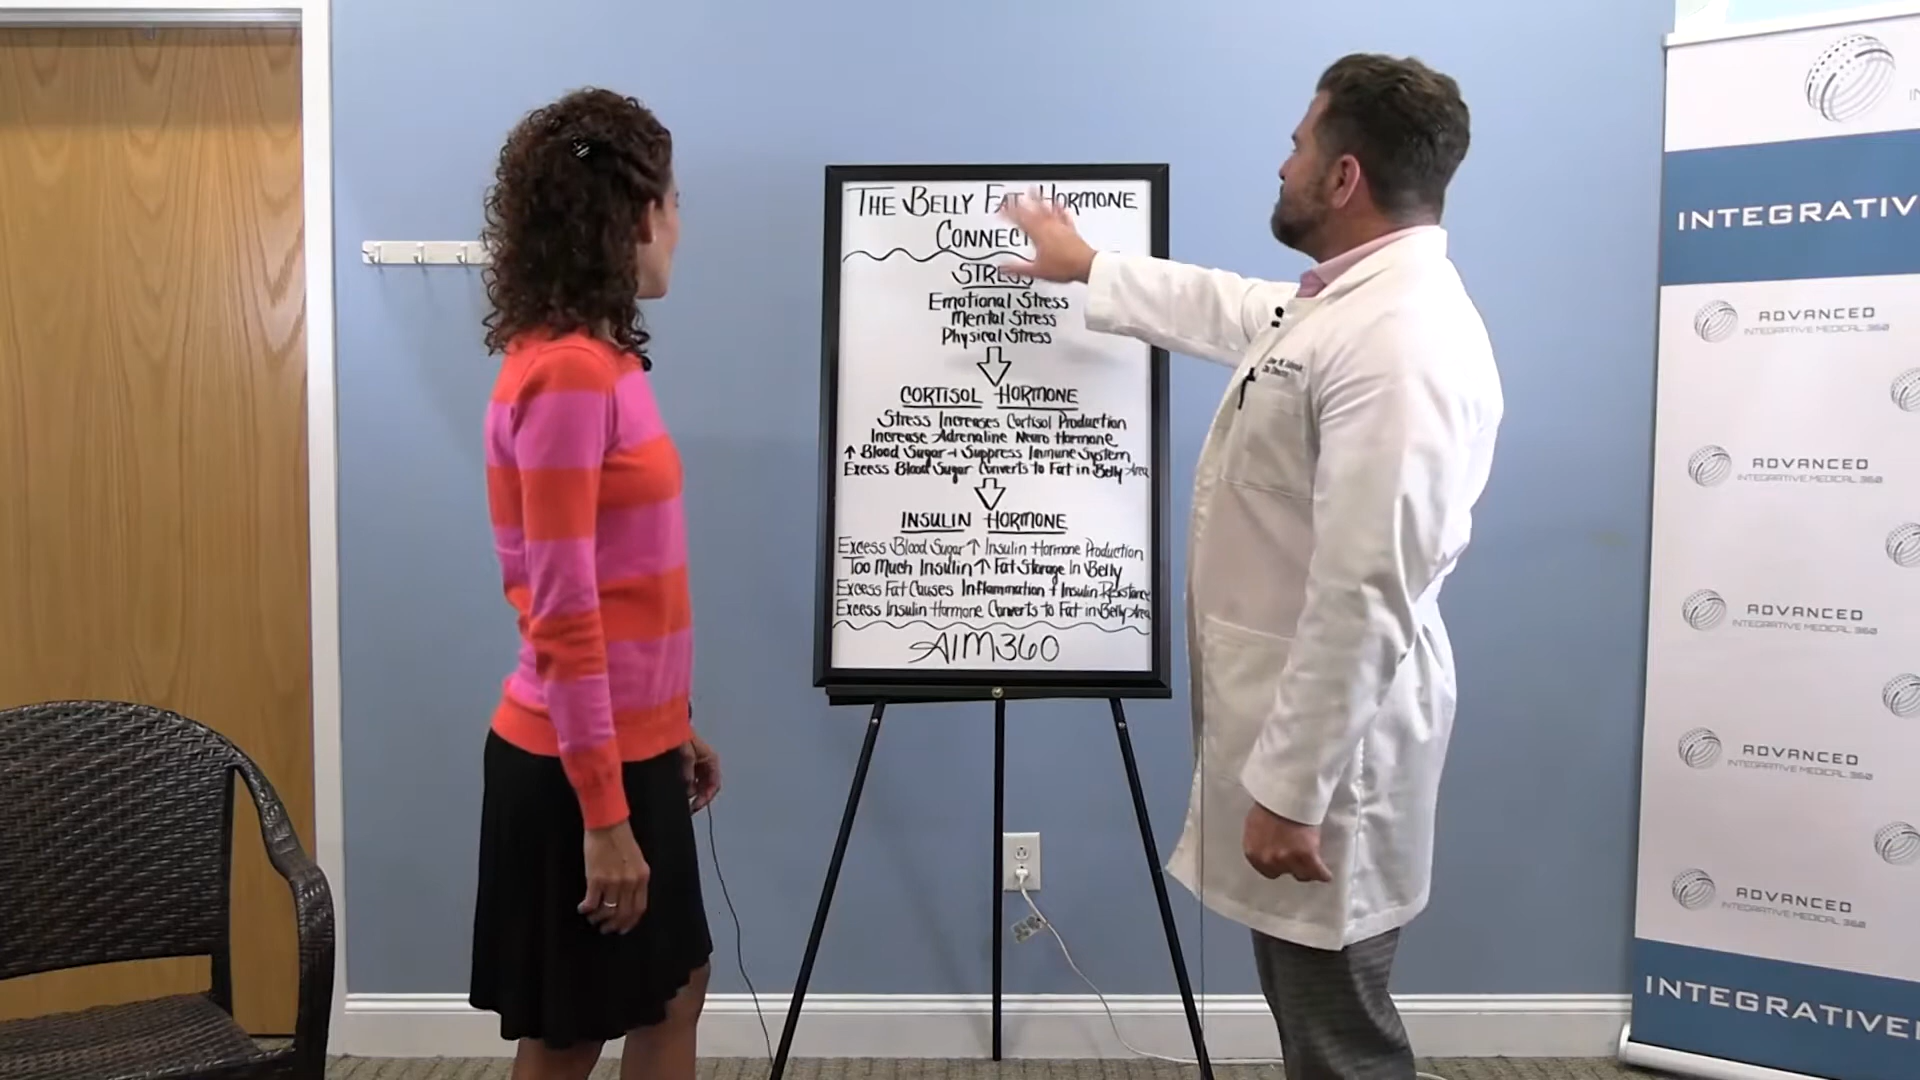 THE BELLY FAT HORMONE
CONNECT
STRESS
Emotional Stress
Mental Stress
Physical Stress
CORTISOL HORMONE
Stress Increases Cortisol Production
Increase Adrenaline Neuro Hormone
↑ Blood Sugar + Suppress Immune System
Excess Blood Sugar Converts to Fat in Belly Area
INSULIN HORMONE
Excess Blood Sugar ↑ Insulin Hormone Production
Too Much Insulin ↑ Fat Storage In Belly
Excess Fat Causes Inflammation + Insulin Resistance
Excess Insulin Hormone Converts to Fat in Belly Area
AIM360
INTEGRATIV
ADVANCED
INTEGRATIVE MEDICAL 360
ADVANCED
INTEGRATIVE MEDICAL 360
ADVANCED
INTEGRATIVE MEDICAL 360
ADVANCED
INTEGRATIVE MEDICAL 360
ADVANCED
INTEGRATIVE MEDICAL 360
INTEGRATIVE